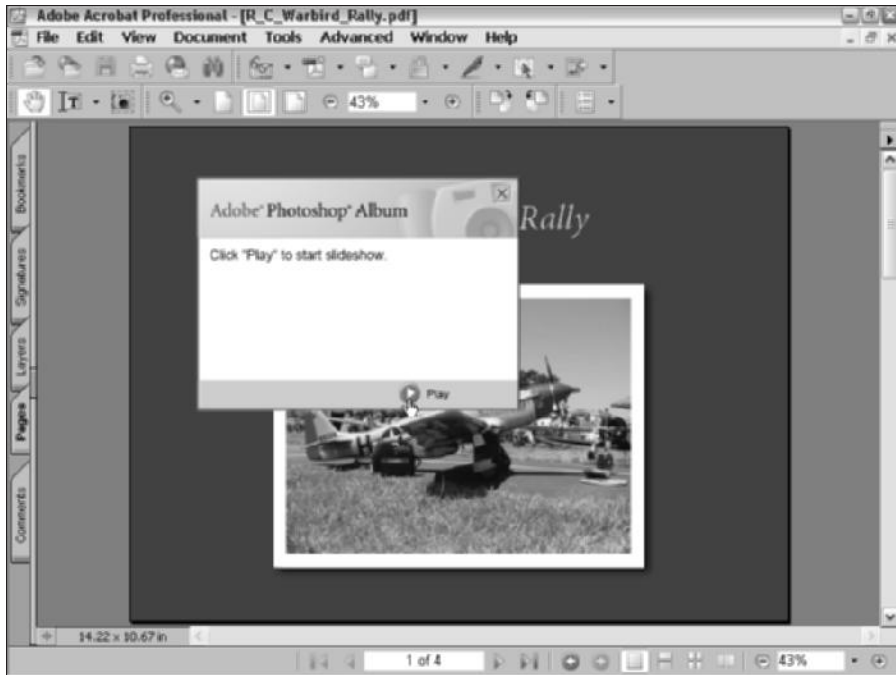 Adobe Acrobat Professional - [R_C_Warbird_Rally.pdf]
File Edit View Document Tools Advanced Window Help
43%
Bookmarks
Signatures
Layers
Pages
Comments
Rally
Adobe® Photoshop® Album
Click "Play" to start slideshow.
Play
14.22 x 10.67 in
1 of 4
43%